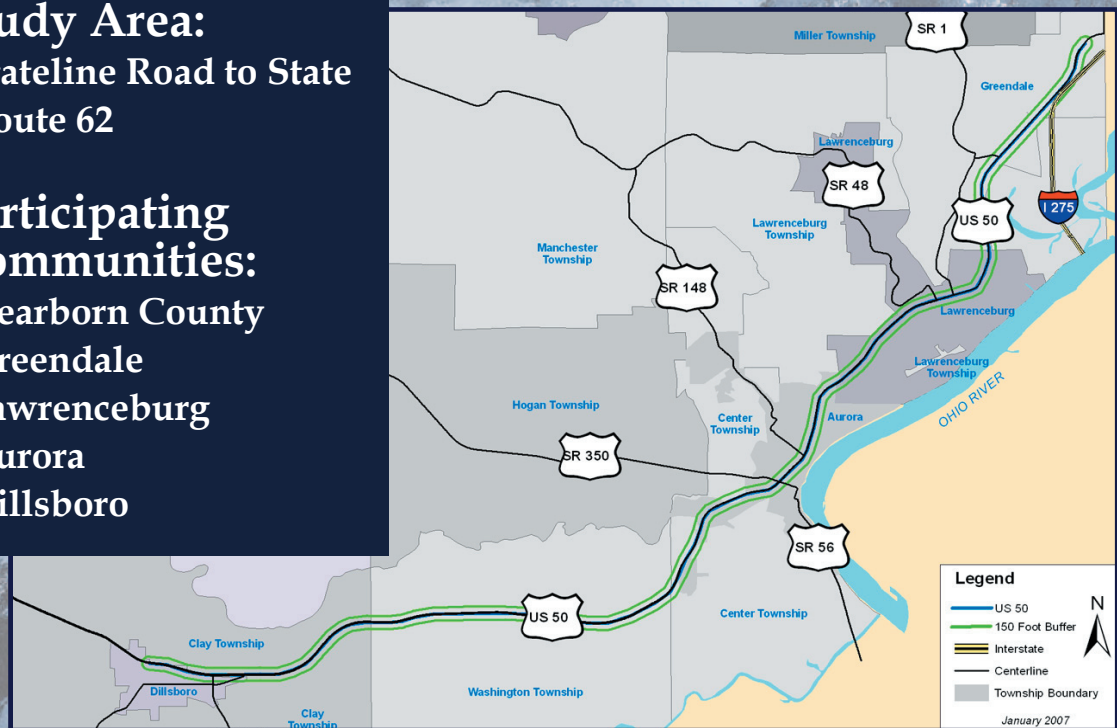 udy Area:
ateline Road to State
oute 62
articipating
ommunities:
earborn County
reendale
awrenceburg
urora
illsboro
SR 1
Miller Township
Greendale
Lawrenceburg
SR 48
I 275
US 50
Lawrenceburg
Township
Manchester
Township
SR 148
Lawrenceburg
Lawrenceburg
Township
OHIO RIVER
Hogan Township
Center
Township
Aurora
SR 350
SR 56
US 50
Center Township
Clay Township
Dillsboro
Washington Township
Clay
Township
Legend
US 50
150 Foot Buffer
Interstate
Centerline
Township Boundary
N
January 2007